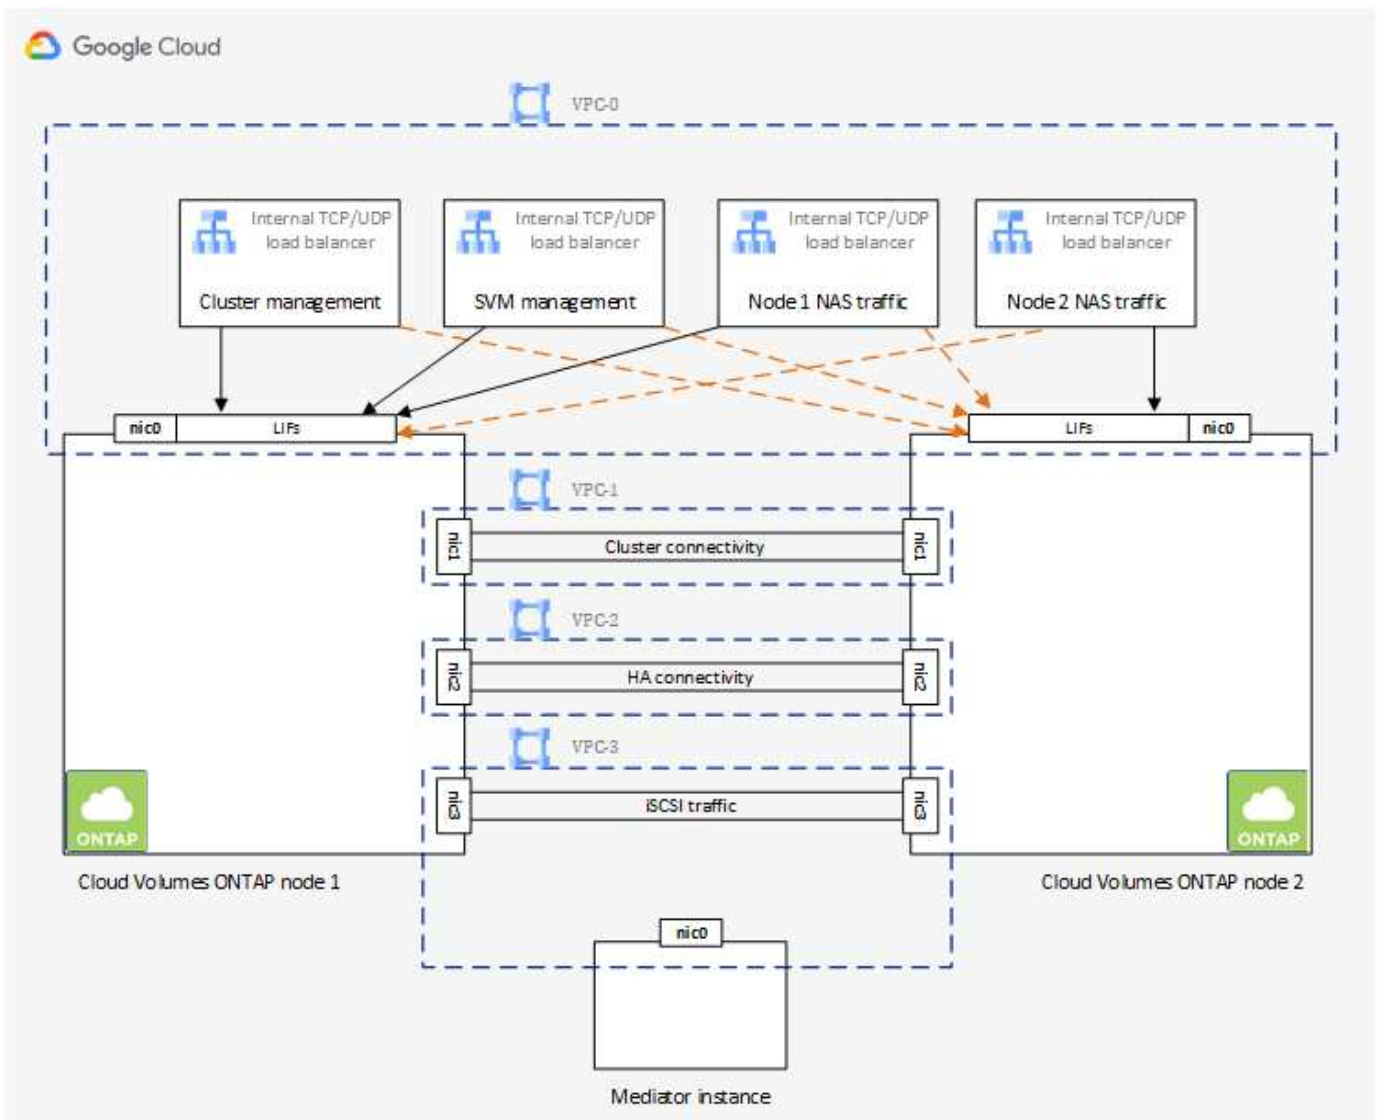 Google Cloud
VPC-0
Internal TCP/UDP
load balancer
Cluster management
Internal TCP/UDP
load balancer
SVM management
Internal TCP/UDP
load balancer
Node 1 NAS traffic
Internal TCP/UDP
load balancer
Node 2 NAS traffic
nic0
LIFs
LIFs
nic0
VPC-1
nic1
Cluster connectivity
nic1
VPC-2
nic2
HA connectivity
nic2
VPC-3
nic3
iSCSI traffic
nic3
ONTAP
ONTAP
Cloud Volumes ONTAP node 1
Cloud Volumes ONTAP node 2
nic0
Mediator instance